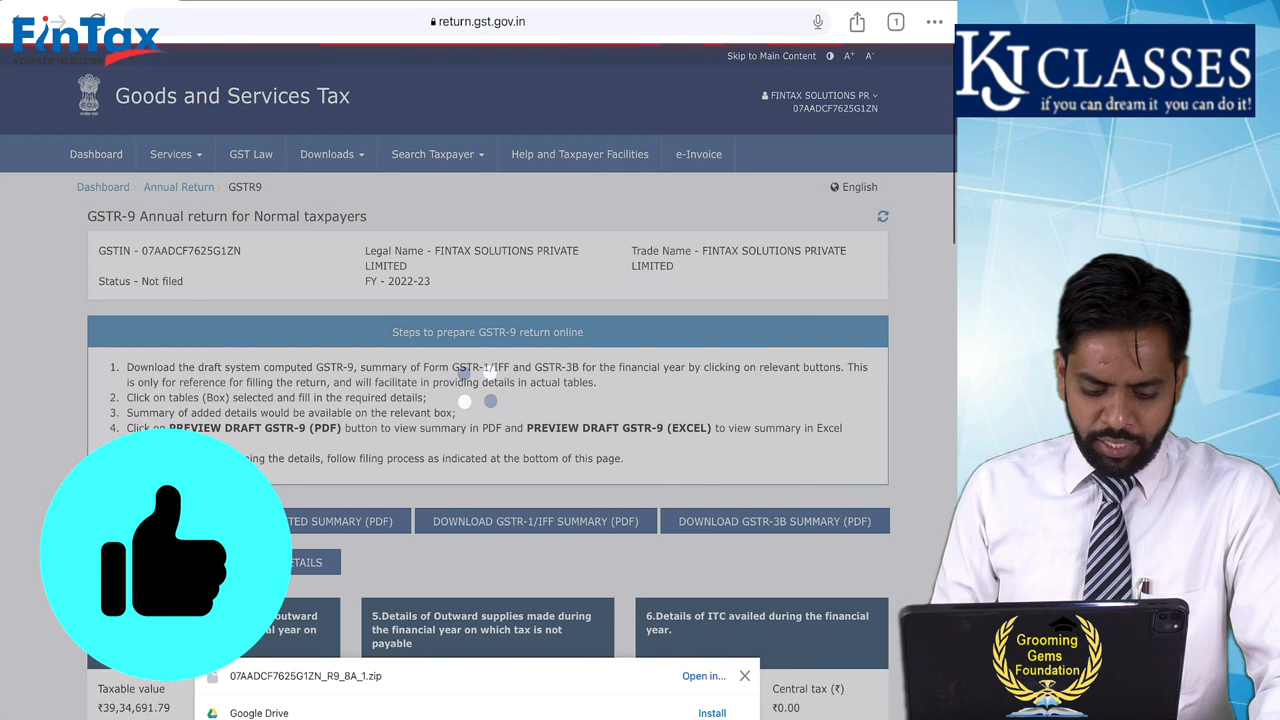 return.gst.gov.in
1
FinTax
A COMPLETE TAX SOLUTION
Skip to Main Content A+ A-
Goods and Services Tax
FINTAX SOLUTIONS PR
07AADCF7625G1ZN
Dashboard Services GST Law Downloads Search Taxpayer Help and Taxpayer Facilities e-Invoice
Dashboard Annual Return GSTR9 English
GSTR-9 Annual return for Normal taxpayers
GSTIN - 07AADCF7625G1ZN
Legal Name - FINTAX SOLUTIONS PRIVATE
LIMITED
Trade Name - FINTAX SOLUTIONS PRIVATE
LIMITED
Status - Not filed
FY - 2022-23
Steps to prepare GSTR-9 return online
1. Download the draft system computed GSTR-9, summary of Form GSTR-1/IFF and GSTR-3B for the financial year by clicking on relevant buttons. This
is only for reference for filling the return, and will facilitate in providing details in actual tables.
2. Click on tables (Box) selected and fill in the required details;
3. Summary of added details would be available on the relevant box;
4. Click on PREVIEW DRAFT GSTR-9 (PDF) button to view summary in PDF and PREVIEW DRAFT GSTR-9 (EXCEL) to view summary in Excel
the details, follow filing process as indicated at the bottom of this page.
SUMMARY (PDF)
DOWNLOAD GSTR-1/IFF SUMMARY (PDF)
DOWNLOAD GSTR-3B SUMMARY (PDF)
5.Details of Outward supplies made during
the financial year on which tax is not
payable
6.Details of ITC availed during the financial
year.
Taxable value
₹39,34,691.79
Central tax (₹)
₹0.00
07AADCF7625G1ZN_R9_8A_1.zip Open in...
Google Drive Install
KJ CLASSES
if you can dream it you can do it!
Grooming
Gems
Foundation